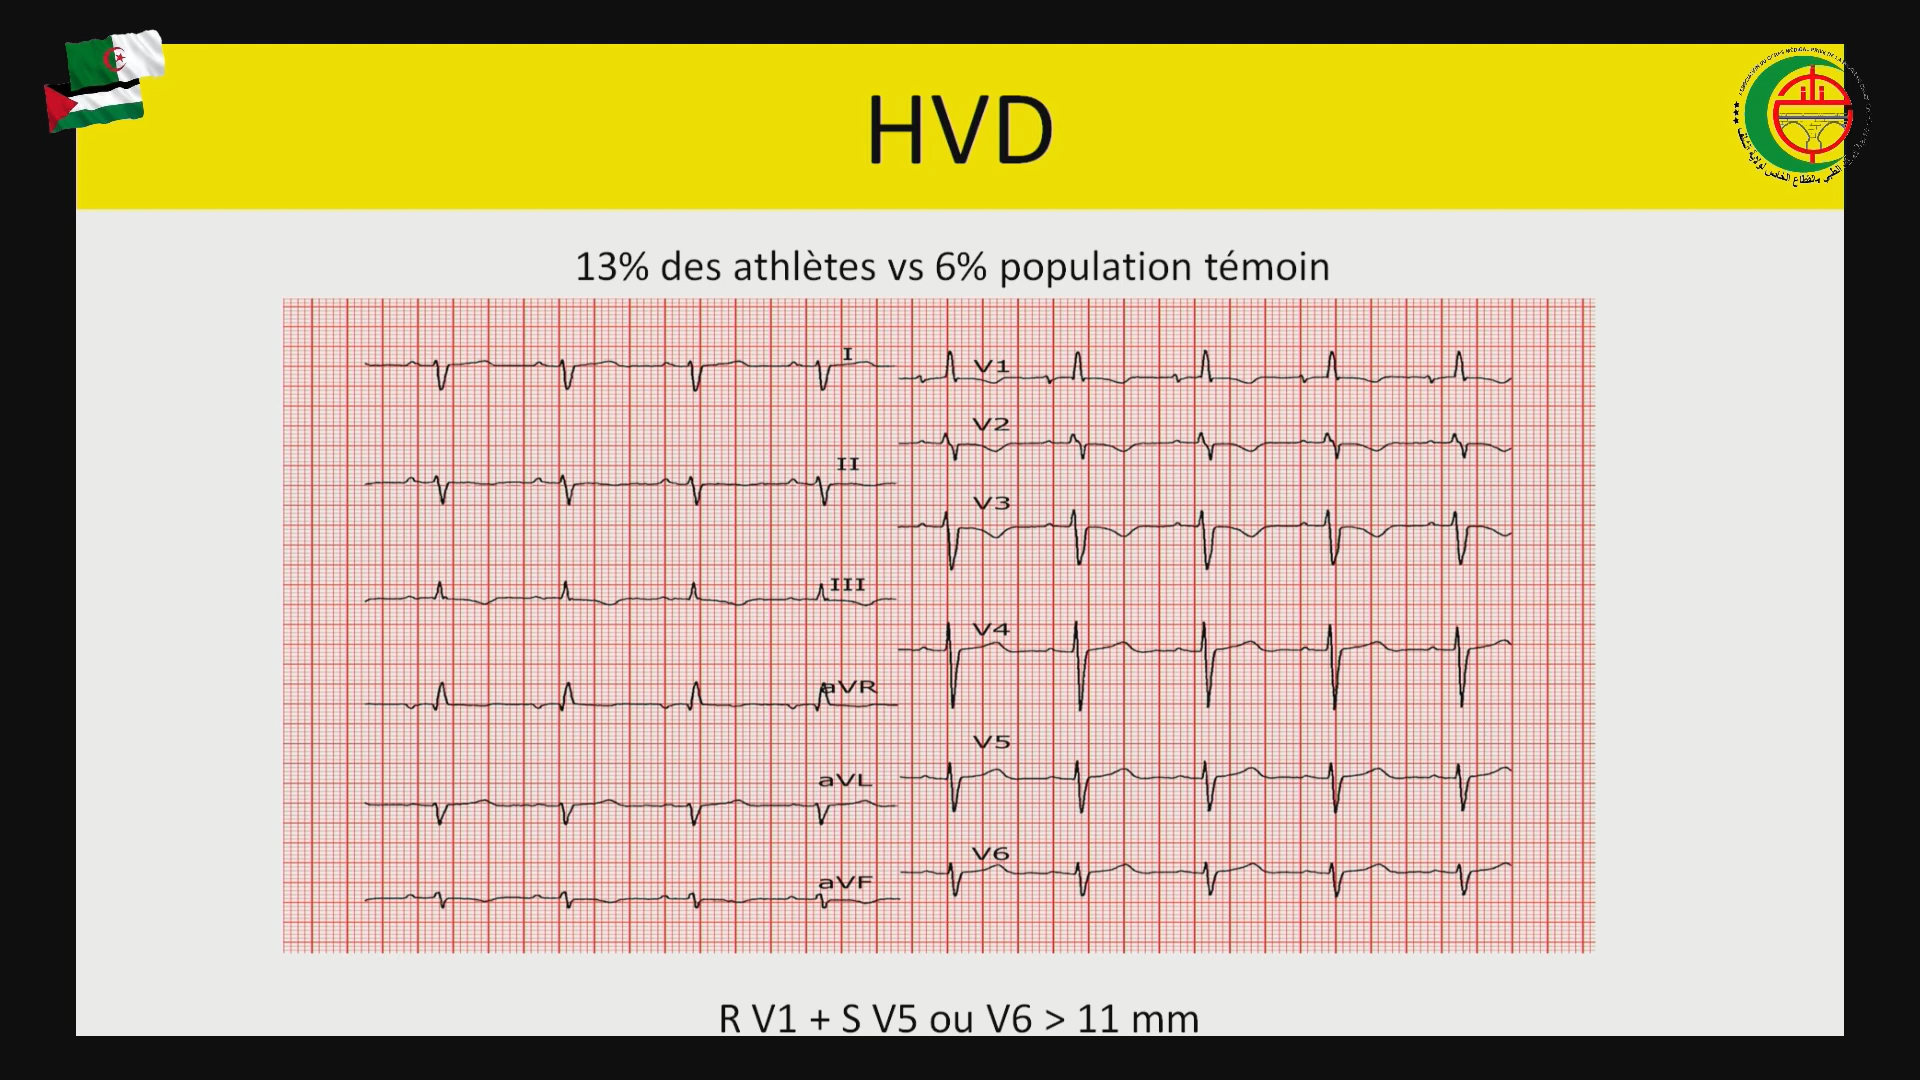 HVD
13% des athlètes vs 6% population témoin
I
II
III
aVR
aVL
aVF
V1
V2
V3
V4
V5
V6
R V1 + S V5 ou V6 > 11 mm